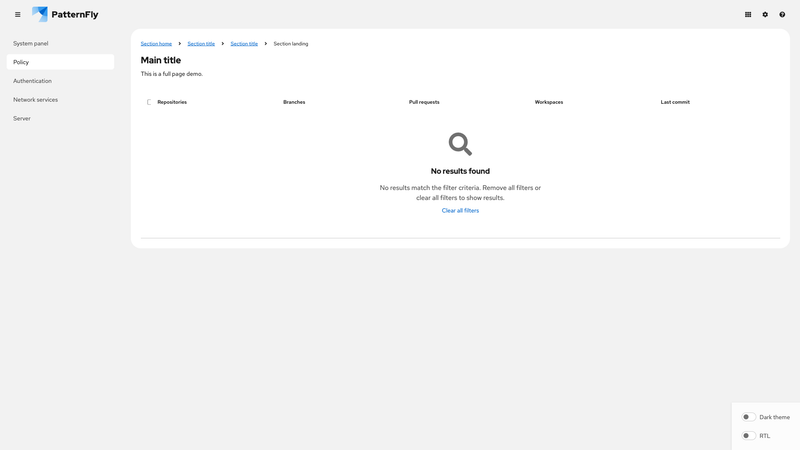 PatternFly
System panel
Policy
Authentication
Network services
Server
Section home > Section title > Section title > Section landing
Main title
This is a full page demo.
Repositories Branches Pull requests Workspaces Last commit
No results found
No results match the filter criteria. Remove all filters or
clear all filters to show results.
Clear all filters
Dark theme
RTL